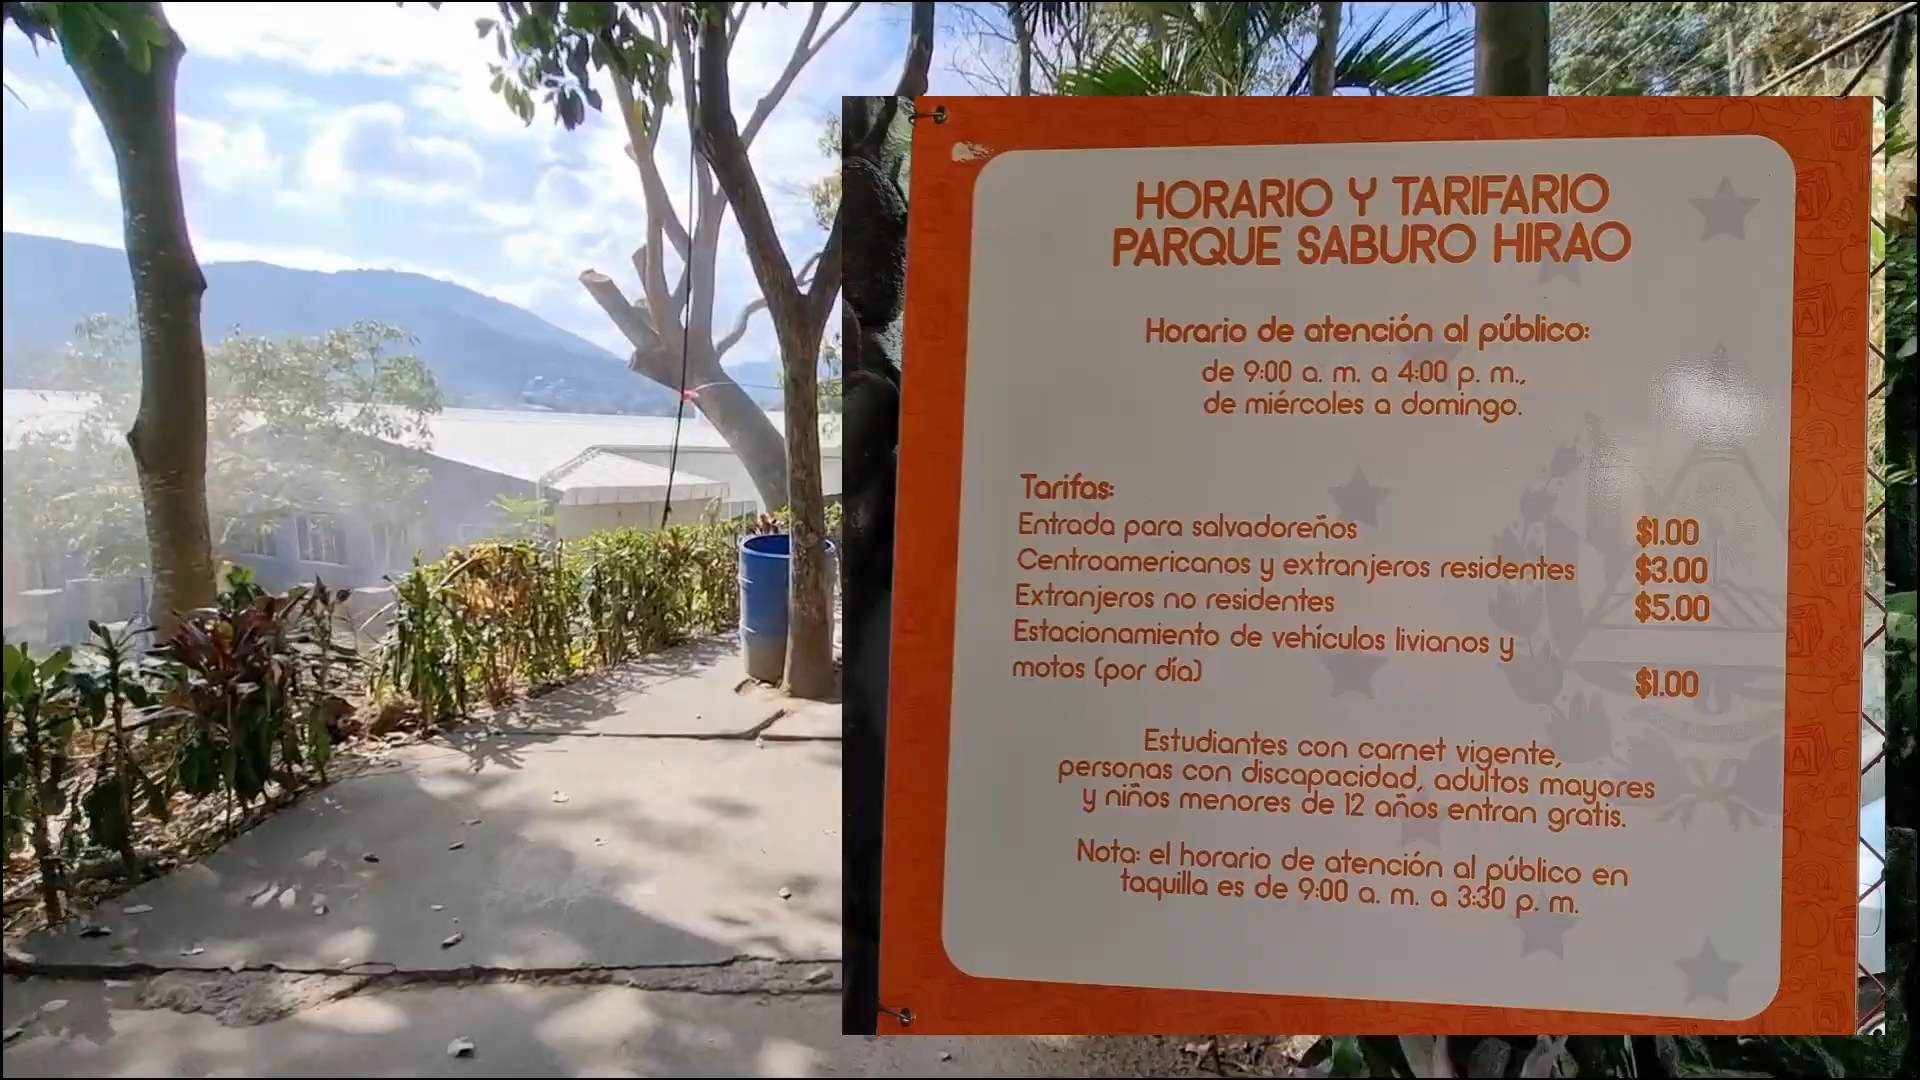 HORARIO Y TARIFARIO
PARQUE SABURO HIRAO
Horario de atención al público:
de 9:00 a. m. a 4:00 p. m.,
de miércoles a domingo.
Tarifas:
Entrada para salvadoreños $1.00
Centroamericanos y extranjeros residentes $3.00
Extranjeros no residentes $5.00
Estacionamiento de vehículos livianos y
motos (por día) $1.00
Estudiantes con carnet vigente,
personas con discapacidad, adultos mayores
y niños menores de 12 años entran gratis.
Nota: el horario de atención al público en
taquilla es de 9:00 a. m. a 3:30 p. m.